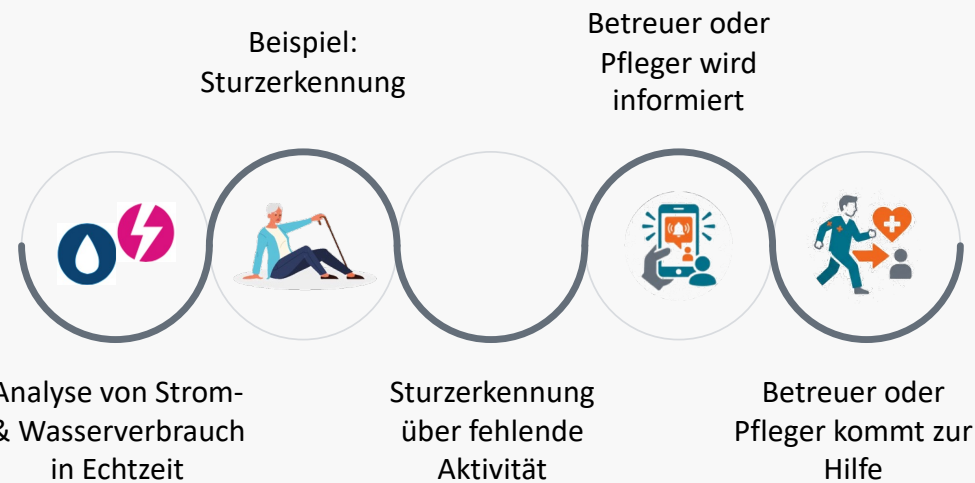 Beispiel:
Sturzerkennung
Betreuer oder
Pfleger wird
informiert
Analyse von Strom-
& Wasserverbrauch
in Echtzeit
Sturzerkennung
über fehlende
Aktivität
Betreuer oder
Pfleger kommt zur
Hilfe